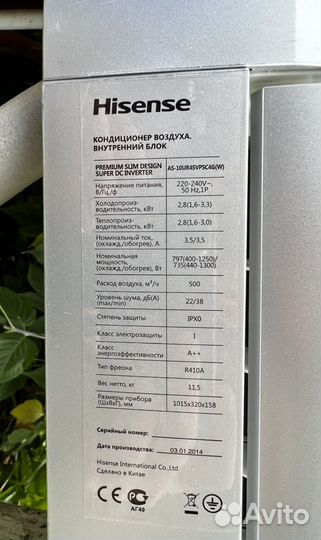 Hisense
КОНДИЦИОНЕР ВОЗДУХА.
ВНУТРЕННИЙ БЛОК
PREMIUM SLIM DESIGN
SUPER DC INVERTER
AS-10UR4SVPSC4G(W)
Напряжение питания,
В/Гц/ф
220-240V~,
50 Hz,1P
Холодопроиз-
водительность, кВт
2,8(1,6-3,3)
Теплопроиз-
водительность, кВт
2,8(1,6-3,0)
Номинальный ток,
(охлажд./обогрев), А
3,5/3,5
Номинальная
мощность,
(охлажд./обогрев), Вт
797(400-1250)/
735(440-1300)
Расход воздуха, м³/ч
500
Уровень шума, дБ(А)
(max/min)
22/38
Степень защиты
IPX0
Класс электрозащиты
I
Класс
энергоэффективности
A++
Тип фреона
R410A
Вес нетто, кг
11,5
Размеры прибора
(ШхВхГ), мм
1015x320x158
Серийный номер:
Дата производства:
03.01.2014
Hisense International Co.,Ltd.
Сделано в Китае
CE
EAC
АГ49
Avito